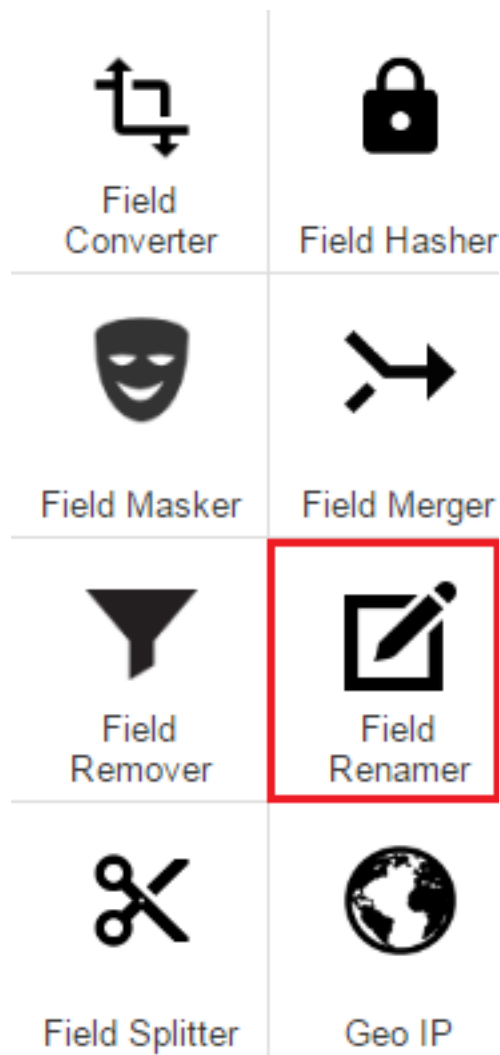 Field
Converter
Field Hasher
Field Masker
Field Merger
Field
Remover
Field
Renamer
Field Splitter
Geo IP